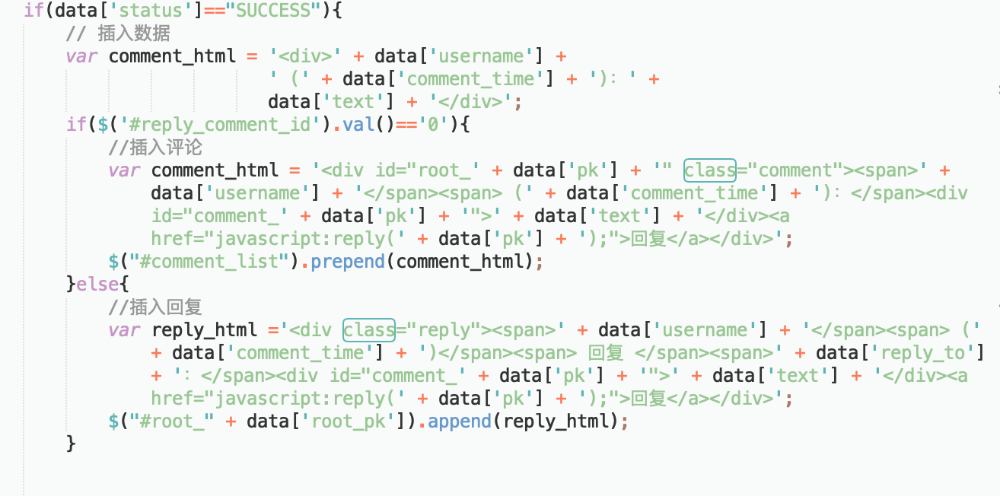 if(data['status']=="SUCCESS"){
// 插入数据
var comment_html = '<div>' + data['username'] +
' (' + data['comment_time'] + '): ' +
data['text'] + '</div>';
if($('#reply_comment_id').val()=='0'){
//插入评论
var comment_html = '<div id="root_' + data['pk'] + '" class="comment"><span>' +
data['username'] + '</span><span> (' + data['comment_time'] + '): </span><div
id="comment_' + data['pk'] + '">' + data['text'] + '</div><a
href="javascript:reply(' + data['pk'] + ');">回复</a></div>';
$("#comment_list").prepend(comment_html);
}else{
//插入回复
var reply_html ='<div class="reply"><span>' + data['username'] + '</span><span> ('
+ data['comment_time'] + ')</span><span> 回复 </span><span>' + data['reply_to']
+ ': </span><div id="comment_' + data['pk'] + '">' + data['text'] + '</div><a
href="javascript:reply(' + data['pk'] + ');">回复</a></div>';
$("#root_" + data['root_pk']).append(reply_html);
}